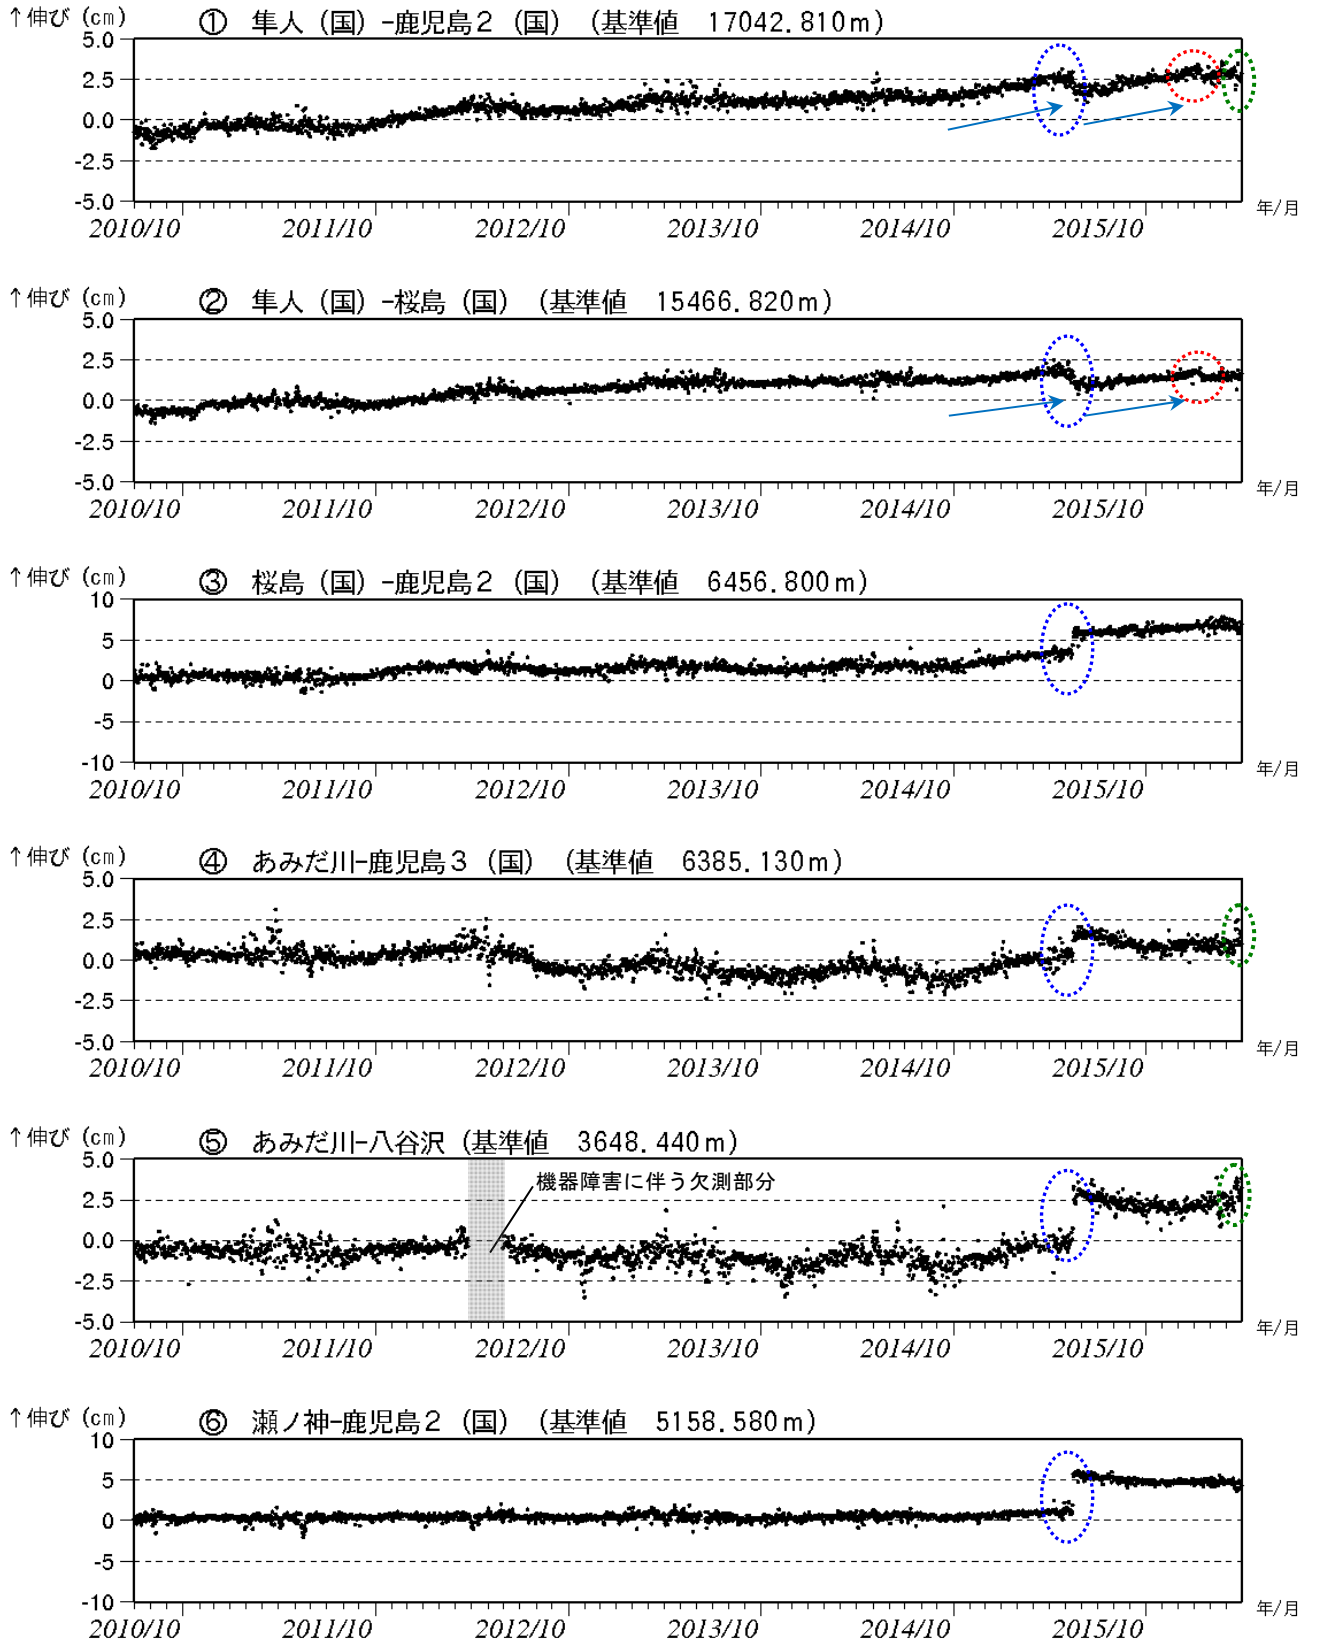 ↑伸び(cm) ① 隼人(国)-鹿児島2(国) (基準値 17042.810m)
5.0
2.5
0.0
-2.5
-5.0
2010/10 2011/10 2012/10 2013/10 2014/10 2015/10 年/月
↑伸び(cm) ② 隼人(国)-桜島(国) (基準値 15466.820m)
5.0
2.5
0.0
-2.5
-5.0
2010/10 2011/10 2012/10 2013/10 2014/10 2015/10 年/月
↑伸び(cm) ③ 桜島(国)-鹿児島2(国) (基準値 6456.800m)
10
5
0
-5
-10
2010/10 2011/10 2012/10 2013/10 2014/10 2015/10 年/月
↑伸び(cm) ④ あみだ川-鹿児島3(国) (基準値 6385.130m)
5.0
2.5
0.0
-2.5
-5.0
2010/10 2011/10 2012/10 2013/10 2014/10 2015/10 年/月
↑伸び(cm) ⑤ あみだ川-八谷沢(基準値 3648.440m)
5.0
機器障害に伴う欠測部分
2.5
0.0
-2.5
-5.0
2010/10 2011/10 2012/10 2013/10 2014/10 2015/10 年/月
↑伸び(cm) ⑥ 瀬ノ神-鹿児島2(国) (基準値 5158.580m)
10
5
0
-5
-10
2010/10 2011/10 2012/10 2013/10 2014/10 2015/10 年/月